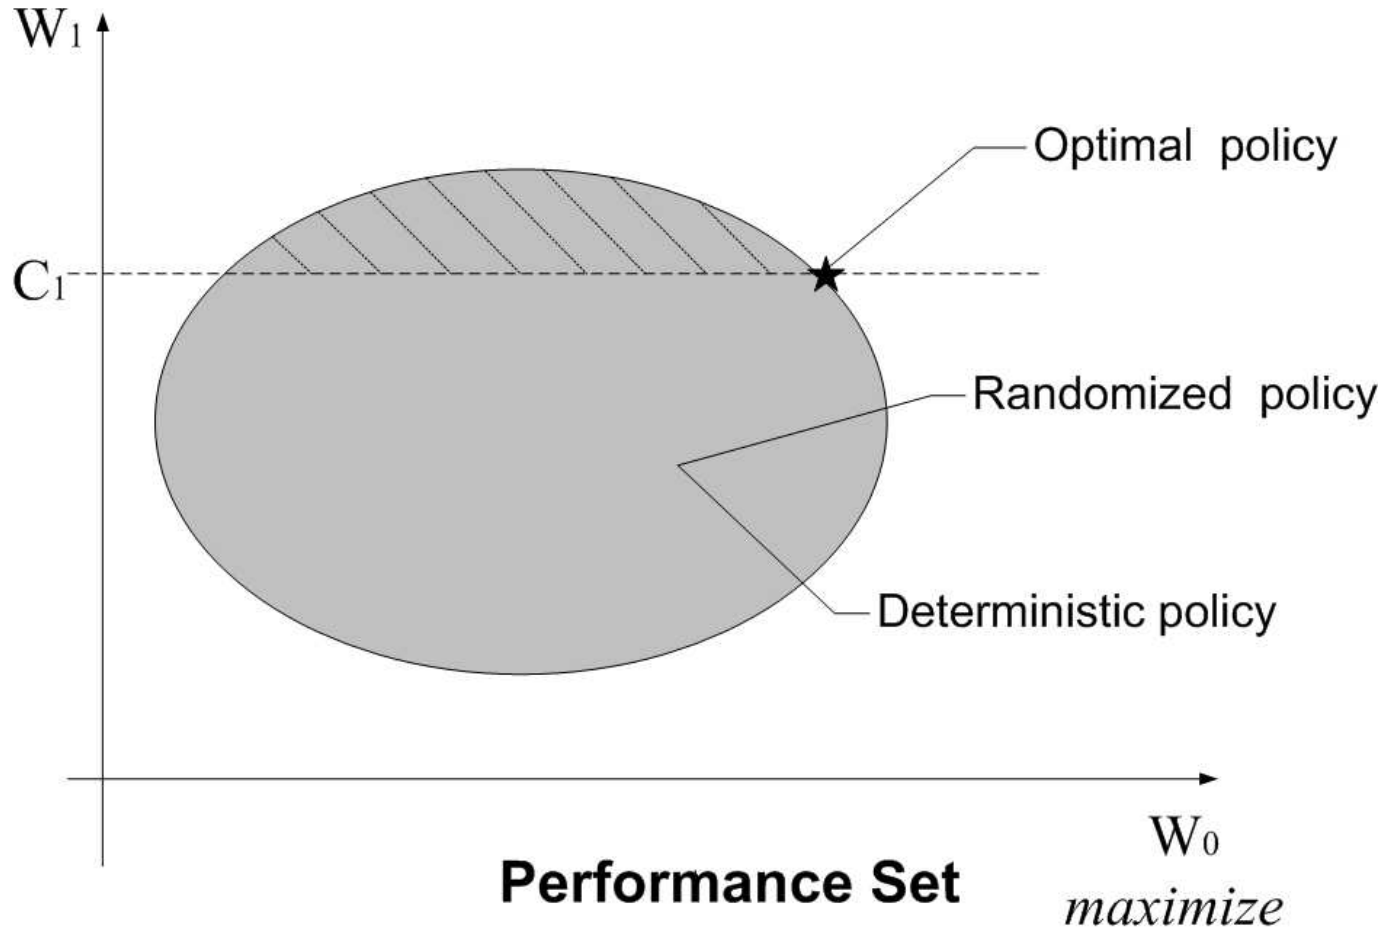 W₁
Optimal policy
C₁
Randomized policy
Deterministic policy
W₀
Performance Set
maximize